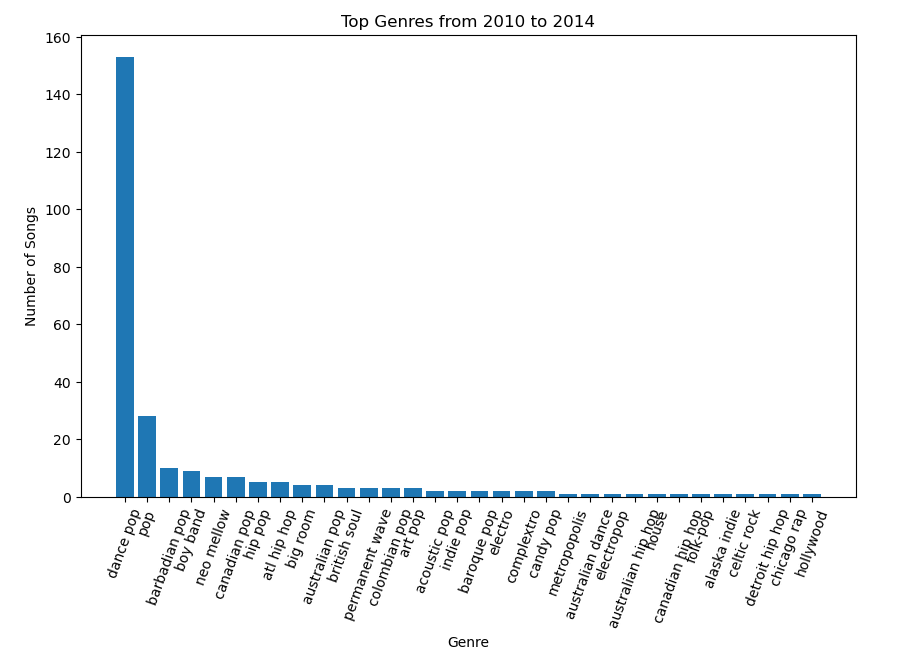 Top Genres from 2010 to 2014
160
140
120
100
80
60
40
20
0
Number of Songs
dance pop
pop
barbadian pop
boy band
neo mellow
canadian pop
hip pop
atl hip hop
big room
australian pop
british soul
permanent wave
colombian pop
art pop
acoustic pop
indie pop
baroque pop
electro
complextro
candy pop
metropopolis
australian dance
electropop
australian hip hop
house
canadian hip hop
folk-pop
alaska indie
celtic rock
detroit hip hop
chicago rap
hollywood
Genre